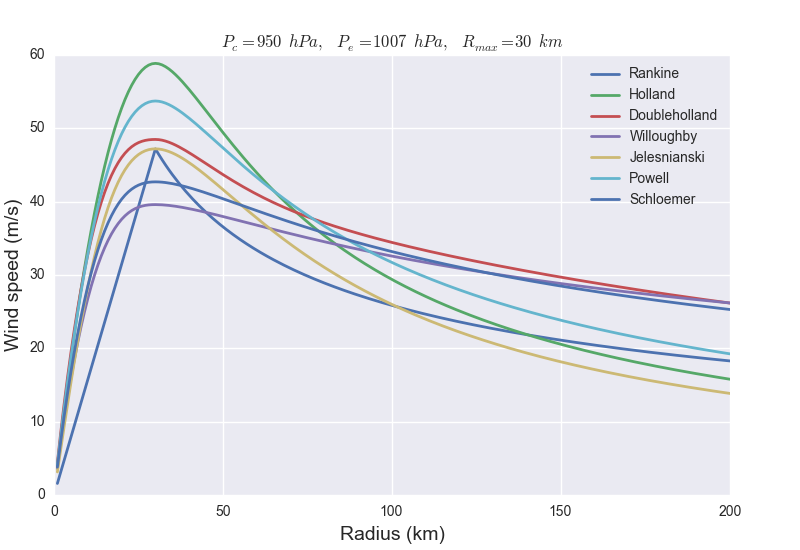 P_c=950 hPa, P_e=1007 hPa, R_max=30 km
60
50
40
30
20
10
0
Wind speed (m/s)
Rankine
Holland
Doubleholland
Willoughby
Jelesnianski
Powell
Schloemer
0 50 100 150 200
Radius (km)